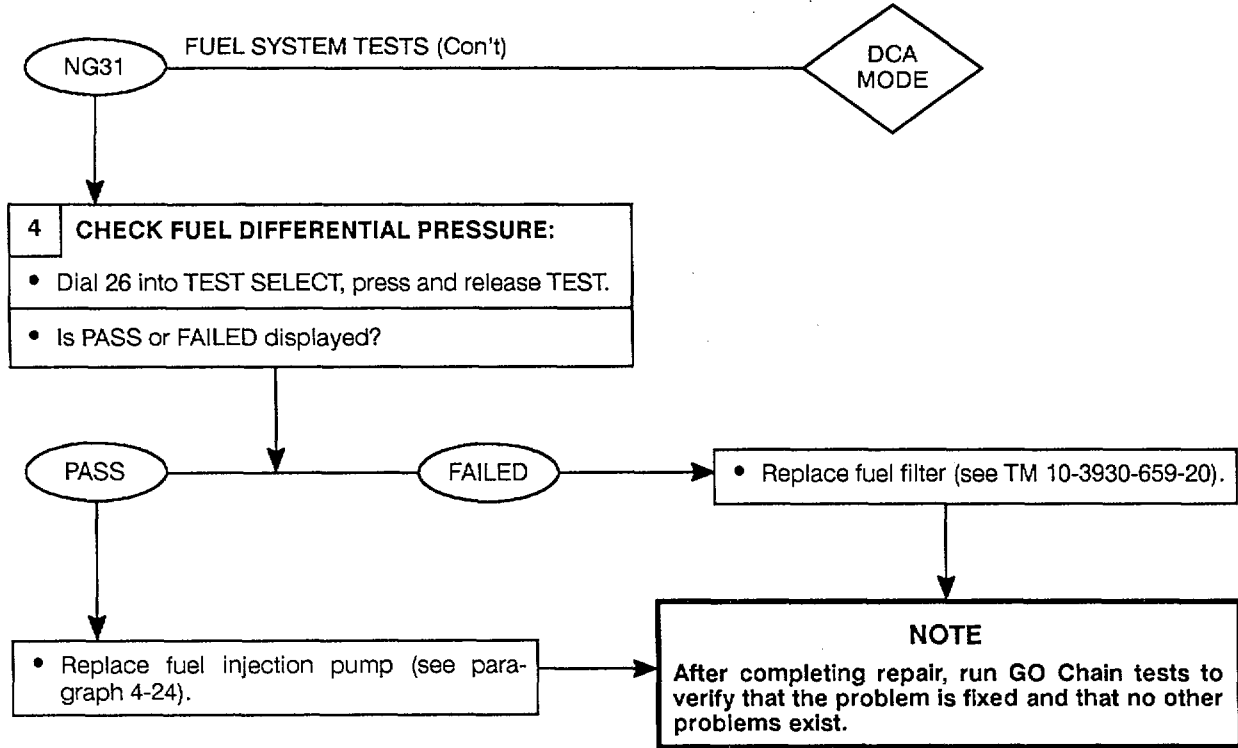 FUEL SYSTEM TESTS (Con't)
NG31
DCA
MODE
4 CHECK FUEL DIFFERENTIAL PRESSURE:
• Dial 26 into TEST SELECT, press and release TEST.
• Is PASS or FAILED displayed?
PASS
FAILED
• Replace fuel filter (see TM 10-3930-659-20).
• Replace fuel injection pump (see para-
graph 4-24).
NOTE
After completing repair, run GO Chain tests to
verify that the problem is fixed and that no other
problems exist.